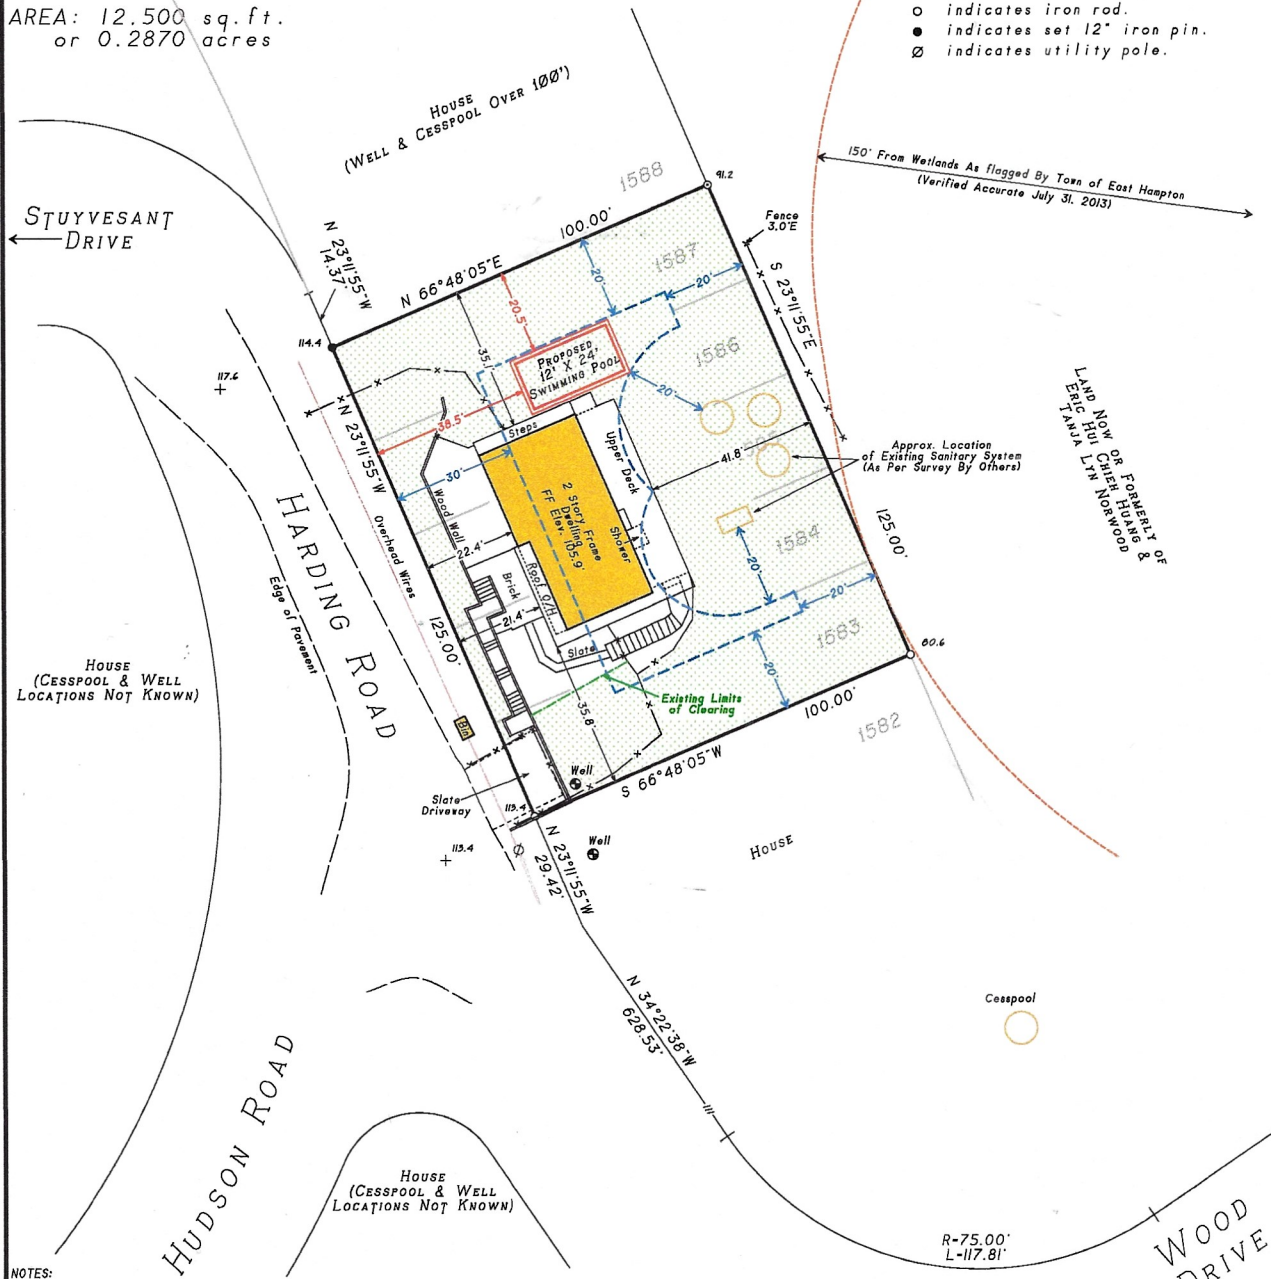 AREA: 12.500 sq.ft.
or 0.2870 acres
indicates iron rod.
indicates set 12" iron pin.
indicates utility pole.
HOUSE
(WELL & CESSPOOL OVER 100')
150' From Wetlands As flagged By Town of East Hampton
(Verified Accurate July 31. 2013)
STUYVESANT
DRIVE
N 23°11'55"W
14.37'
N 66°48'05"E
100.00'
1588
91.2
Fence
3.0'E
1587
S 23°11'55"E
20'
20'
20.5'
35.1'
114.4
117.6
PROPOSED
12' X 24'
SWIMMING POOL
1586
20'
38.5'
Steps
Upper Deck
41.8'
Approx. Location
of Existing Sanitary System
(As Per Survey By Others)
LAND NOW OR FORMERLY OF
ERIC HUI CHIEH HUANG &
TANJA LYN NORWOOD
N 23°11'55"W
30'
Wood Wall
2 Story Frame
Dwelling
FF Elev. 105.9'
Shower
125.00'
1584
20'
20'
HARDING ROAD
Overhead Wires
Edge of Pavement
22.4'
Brick
Roof O/H
21.4'
125.00'
1583
80.6
Slate
20'
HOUSE
(CESSPOOL & WELL
LOCATIONS NOT KNOWN)
Existing Limits
of Clearing
35.8'
100.00'
1582
Bin
S 66°48'05"W
Well
Slate
Driveway
113.4
113.4
Well
HOUSE
N 23°11'55"W
29.42'
N 34°22'38"W
628.53'
Cesspool
HUDSON ROAD
HOUSE
(CESSPOOL & WELL
LOCATIONS NOT KNOWN)
R-75.00'
L-117.81'
WOOD
DRIVE
NOTES: